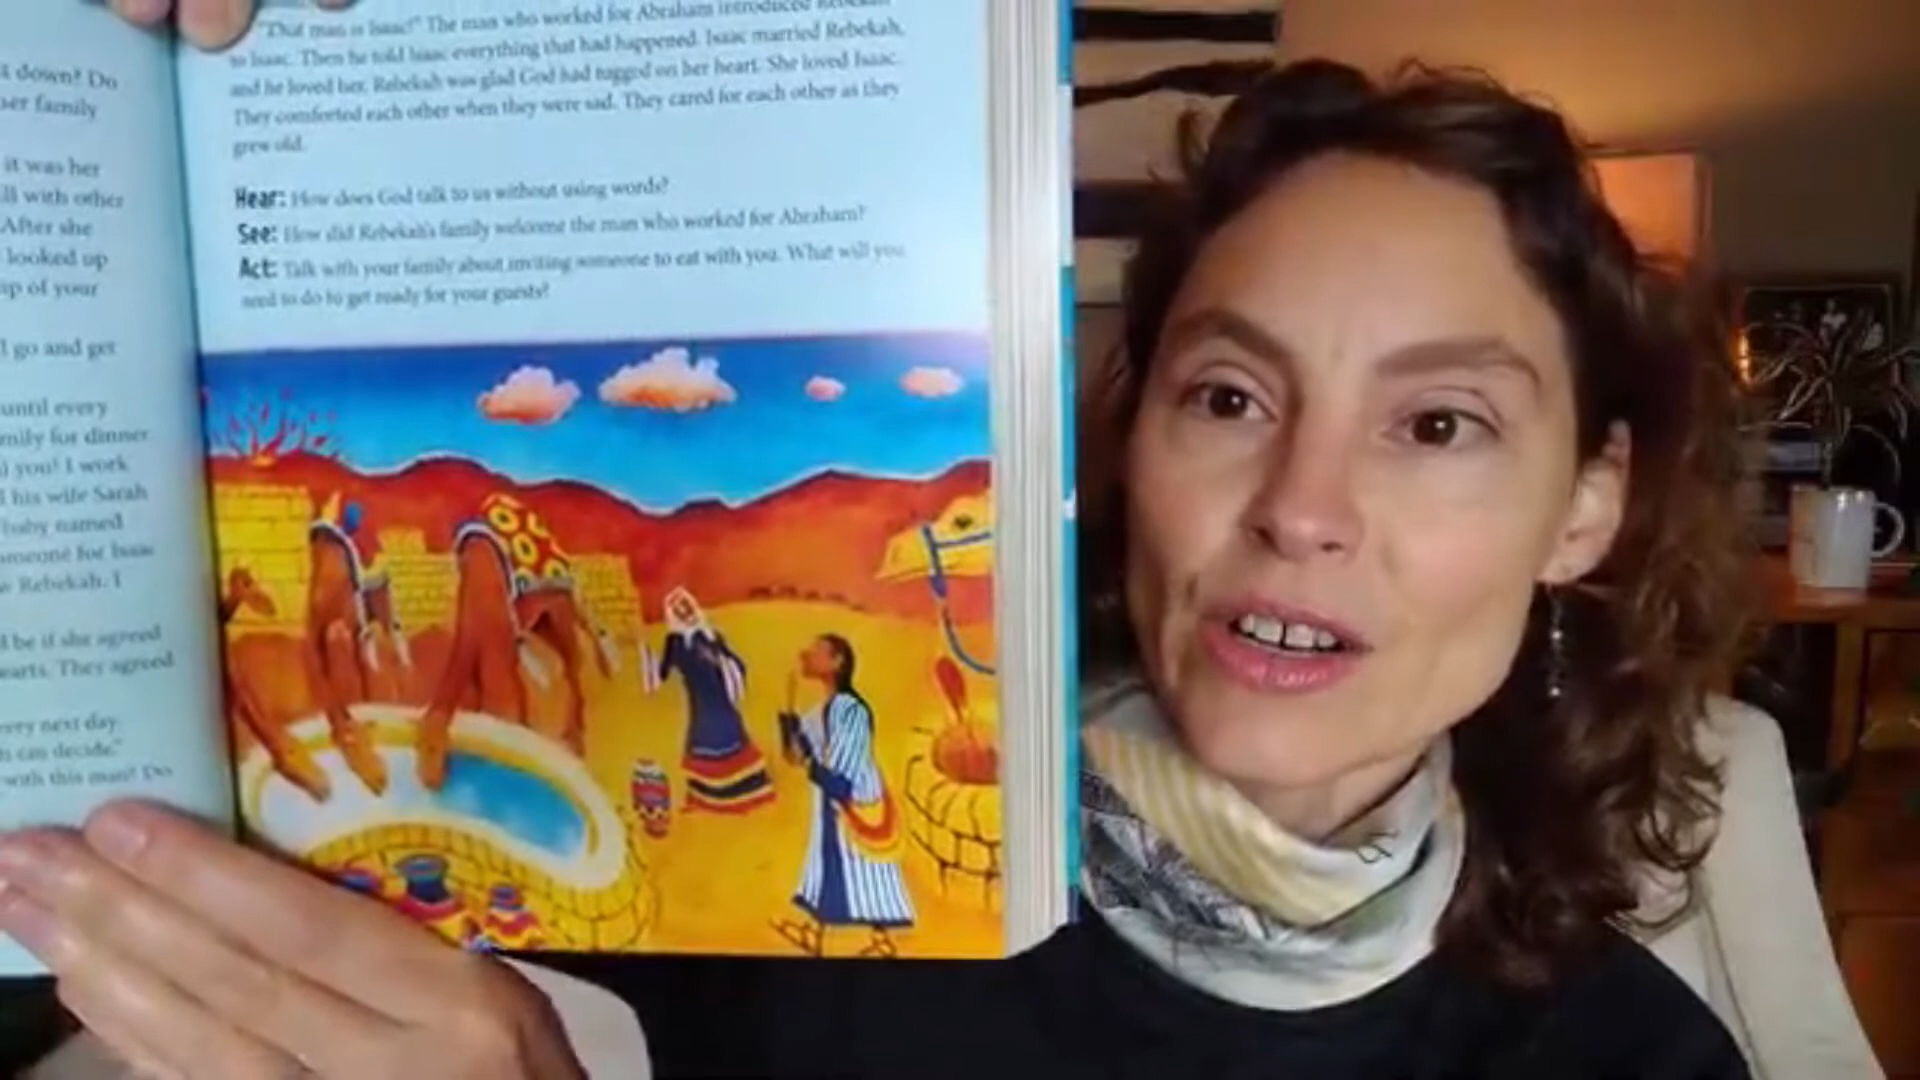 t down? Do
her family
it was her
ll with other
After she
looked up
up of your
I go and get
until every
mily for dinner.
d you! I work
d his wife Sarah
baby named
omeone for Isaac
w Rebekah. I
d be if she agreed
earts. They agreed
very next day.
s can decide."
with this man? Do
"That man is Isaac!" The man who worked for Abraham introduced Rebekah
to Isaac. Then he told Isaac everything that had happened. Isaac married Rebekah,
and he loved her. Rebekah was glad God had tugged on her heart. She loved Isaac.
They comforted each other when they were sad. They cared for each other as they
grew old.
Hear: How does God talk to us without using words?
See: How did Rebekah's family welcome the man who worked for Abraham?
Act: Talk with your family about inviting someone to eat with you. What will you
need to do to get ready for your guests?